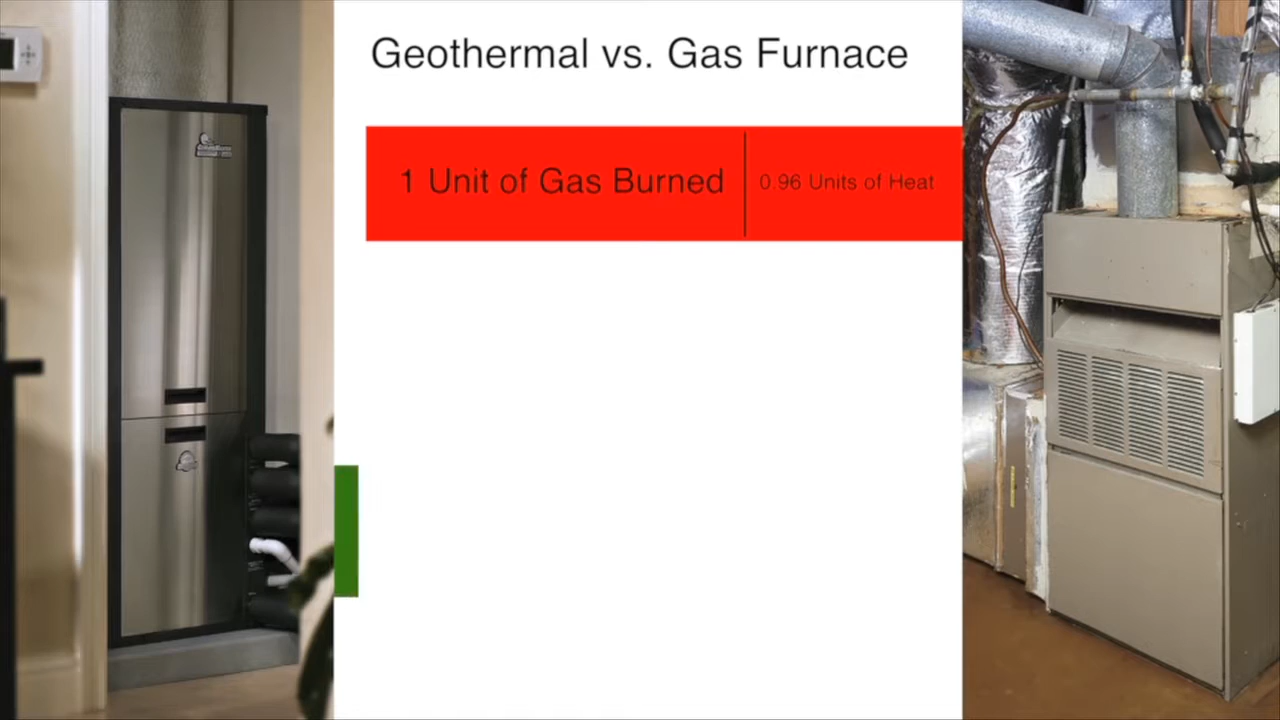 Geothermal vs. Gas Furnace
1 Unit of Gas Burned
0.96 Units of Heat